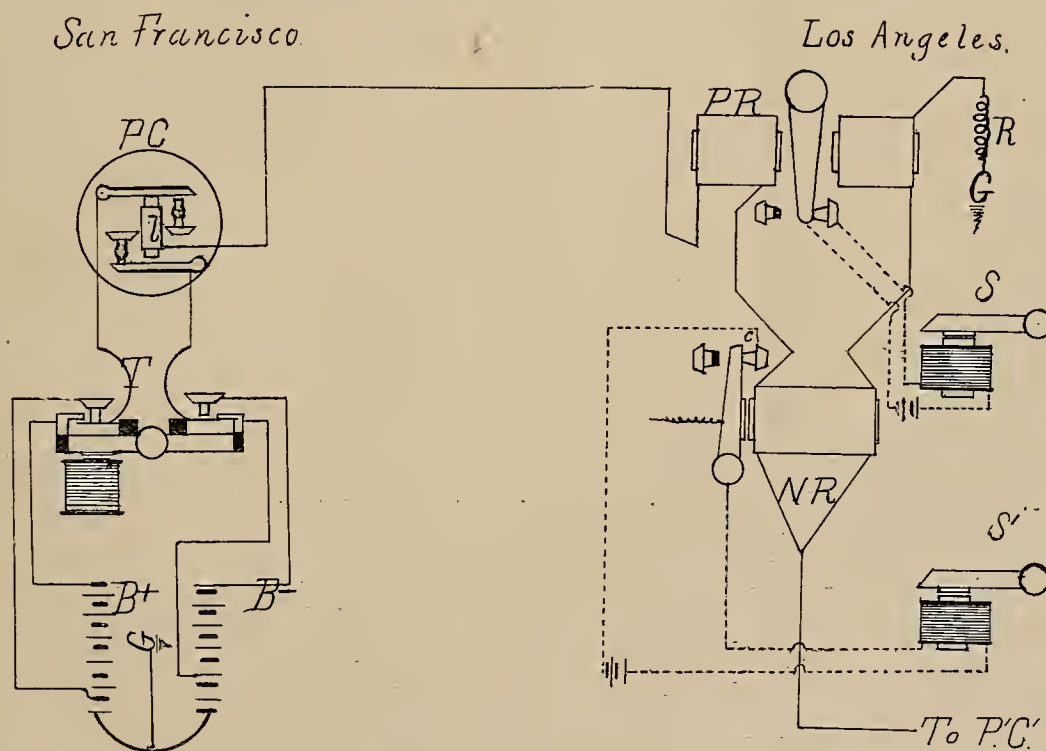 San Francisco.
Los Angeles.
PC
PR
R
G
T
S
c
NR
S'
B+
B-
G
To P.'C.'